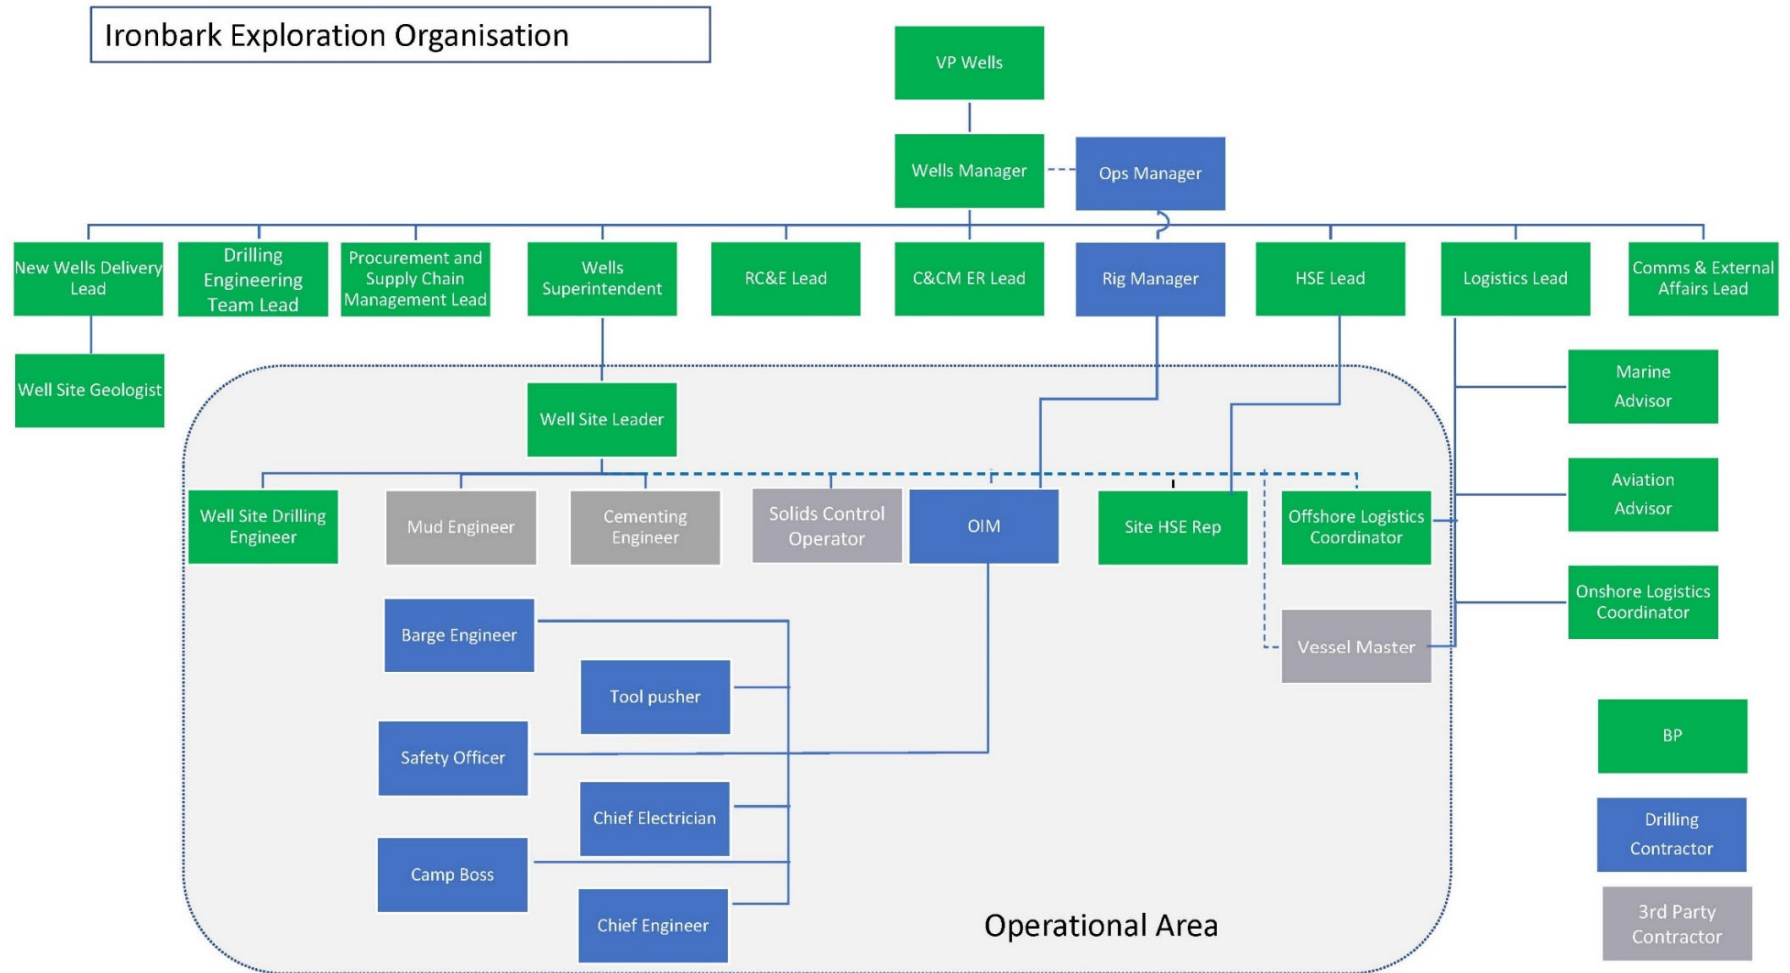 Ironbark Exploration Organisation
VP Wells
Wells Manager
Ops Manager
New Wells Delivery
Lead
Drilling
Engineering
Team Lead
Procurement and
Supply Chain
Management Lead
Wells
Superintendent
RC&E Lead
C&CM ER Lead
Rig Manager
HSE Lead
Logistics Lead
Comms & External
Affairs Lead
Well Site Geologist
Marine
Advisor
Well Site Leader
Aviation
Advisor
Well Site Drilling
Engineer
Mud Engineer
Cementing
Engineer
Solids Control
Operator
OIM
Site HSE Rep
Offshore Logistics
Coordinator
Onshore Logistics
Coordinator
Barge Engineer
Vessel Master
Tool pusher
Safety Officer
Chief Electrician
Camp Boss
Chief Engineer
Operational Area
BP
Drilling
Contractor
3rd Party
Contractor